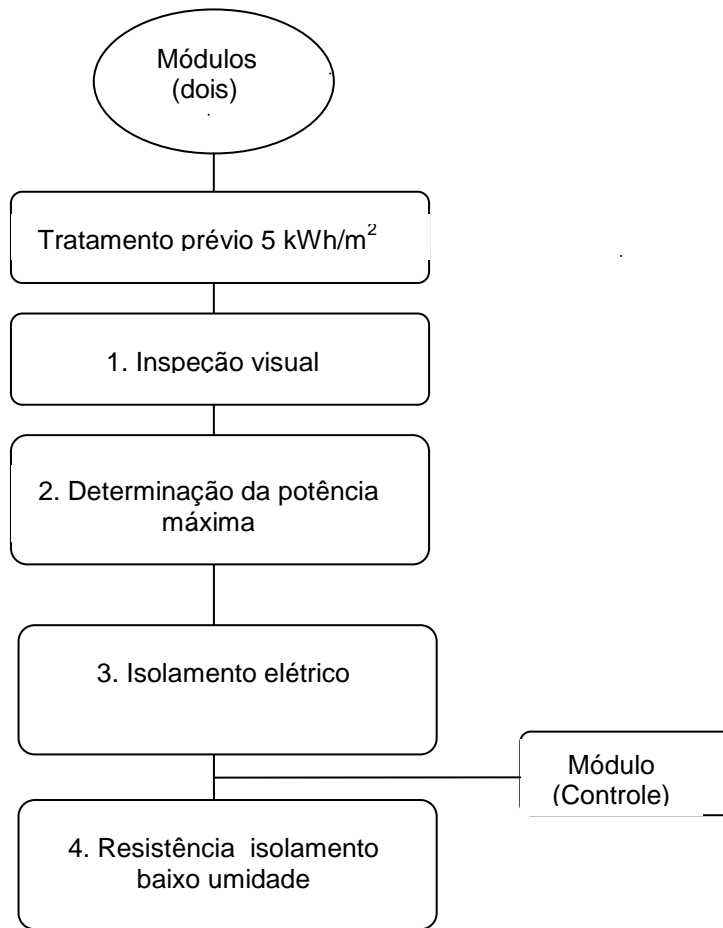 Módulos
(dois)
Tratamento prévio 5 kWh/m²
1. Inspeção visual
2. Determinação da potência
máxima
3. Isolamento elétrico
Módulo
(Controle)
4. Resistência isolamento
baixo umidade